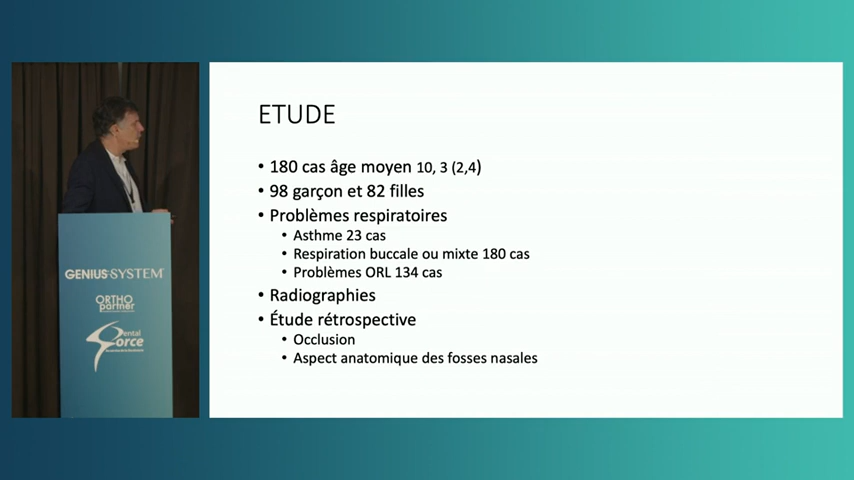 ETUDE
• 180 cas âge moyen 10, 3 (2,4)
• 98 garçon et 82 filles
• Problèmes respiratoires
• Asthme 23 cas
• Respiration buccale ou mixte 180 cas
• Problèmes ORL 134 cas
• Radiographies
• Étude rétrospective
• Occlusion
• Aspect anatomique des fosses nasales
GENIUS SYSTEM
ORTHO
partner
Dental
Force